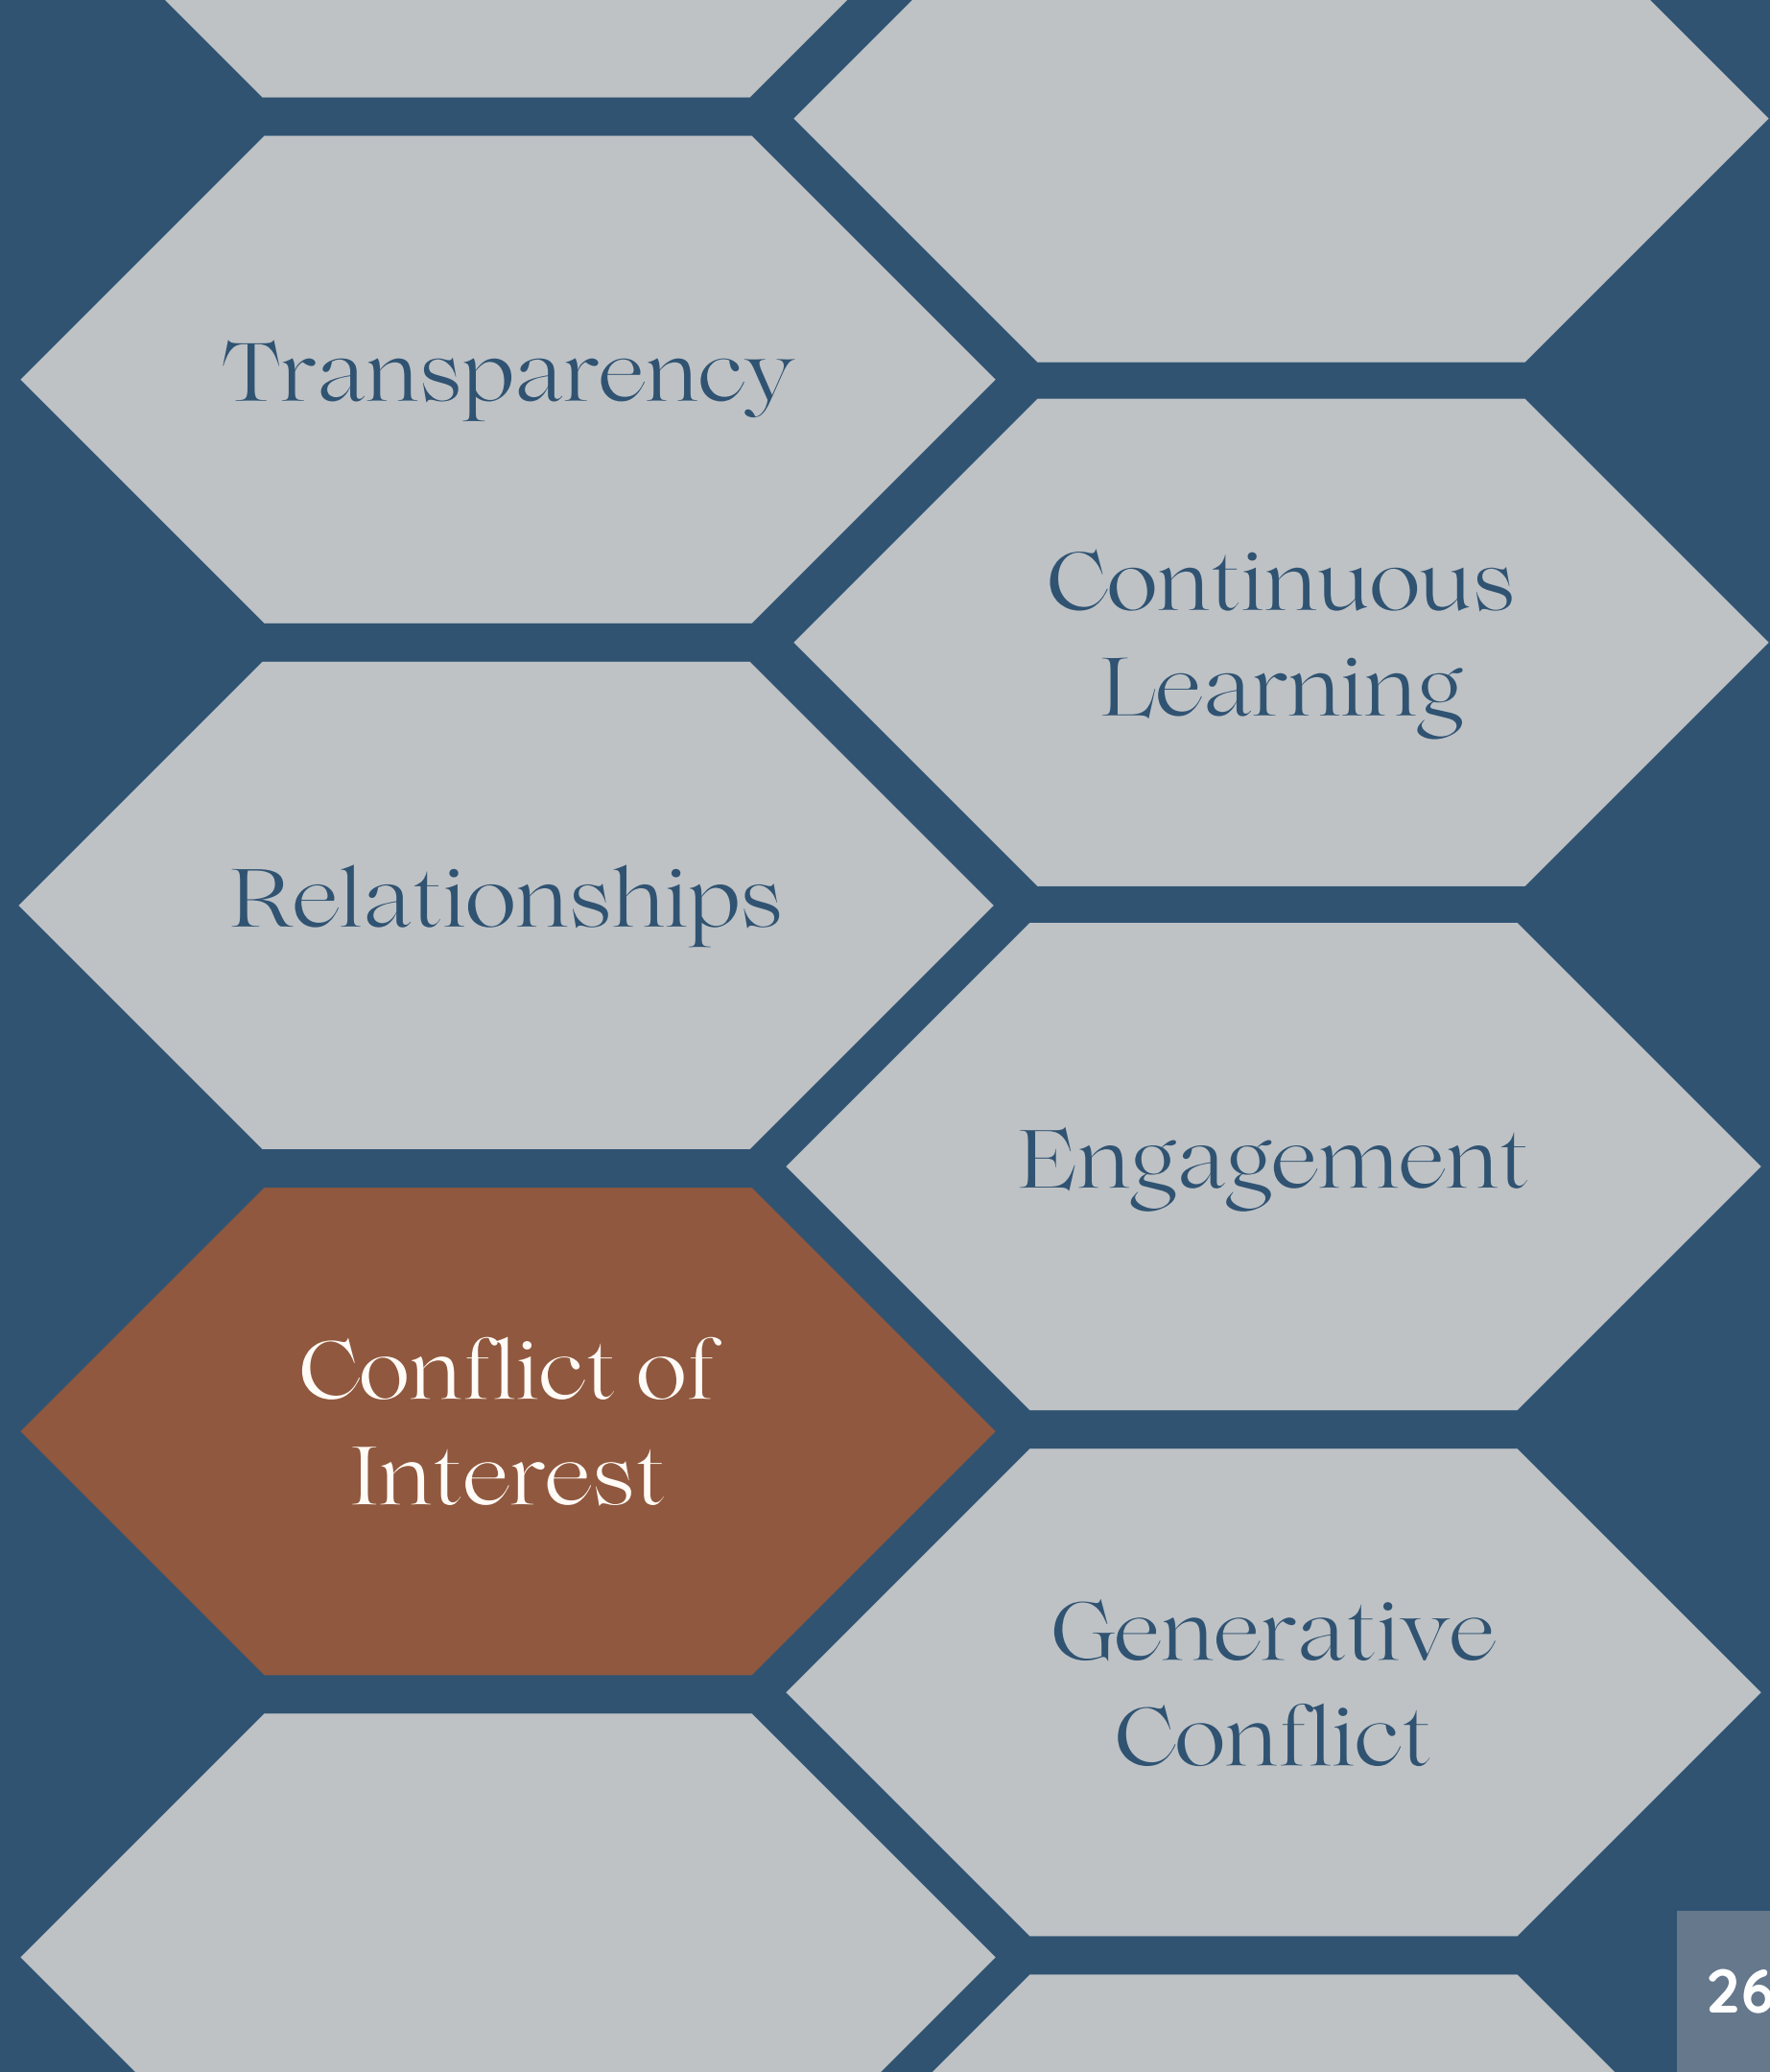 Transparency
Continuous
Learning
Relationships
Engagement
Conflict of
Interest
Generative
Conflict
26